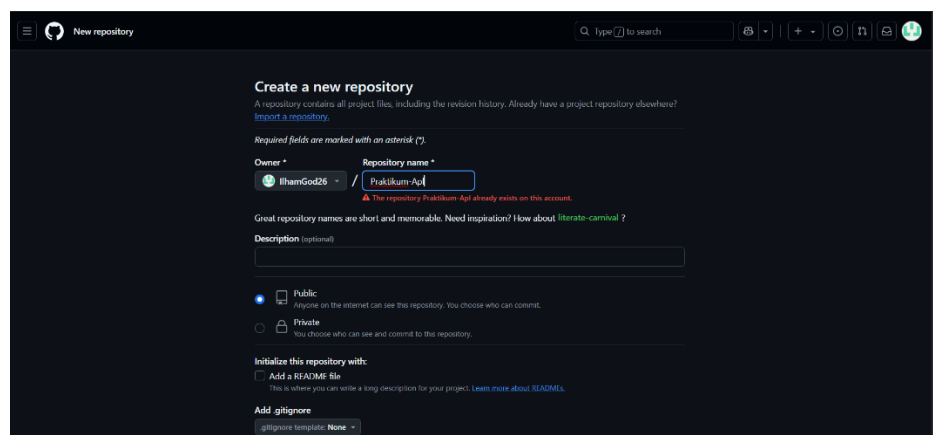 New repository
Type / to search
Create a new repository
A repository contains all project files, including the revision history. Already have a project repository elsewhere?
Import a repository.
Required fields are marked with an asterisk (*).
Owner * Repository name *
IlhamGod26 / Praktikum-Apl
The repository Praktikum-Apl already exists on this account.
Great repository names are short and memorable. Need inspiration? How about literate-carnival ?
Description (optional)
Public
Anyone on the internet can see this repository. You choose who can commit.
Private
You choose who can see and commit to this repository.
Initialize this repository with:
Add a README file
This is where you can write a long description for your project. Learn more about READMEs.
Add .gitignore
.gitignore template: None